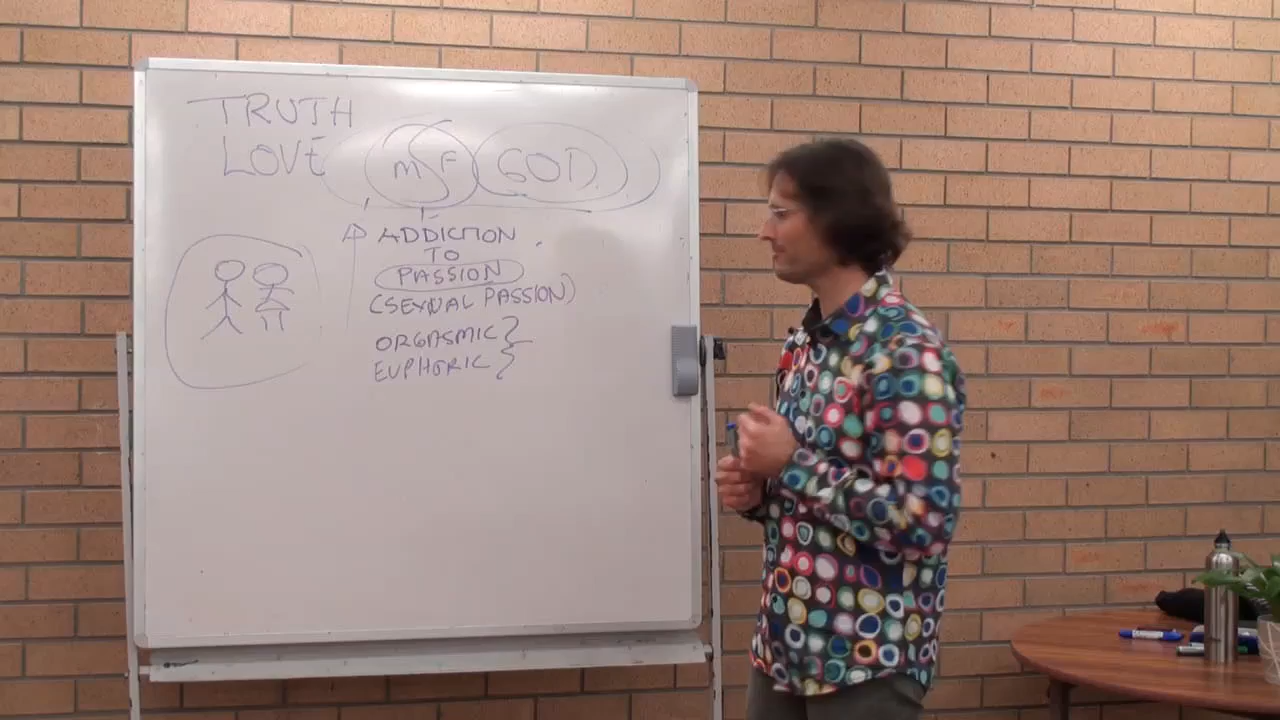 TRUTH
LOVE
M F GOD
ADDICTION
TO
PASSION
(SEXUAL PASSION)
ORGASMIC }
EUPHORIC }